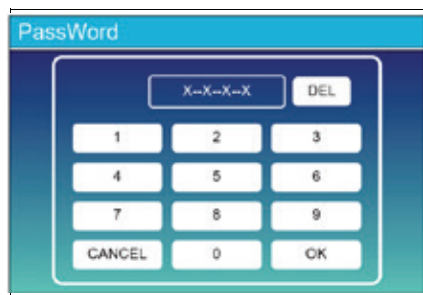 PassWord
X--X--X--X DEL
1 2 3
4 5 6
7 8 9
CANCEL 0 OK